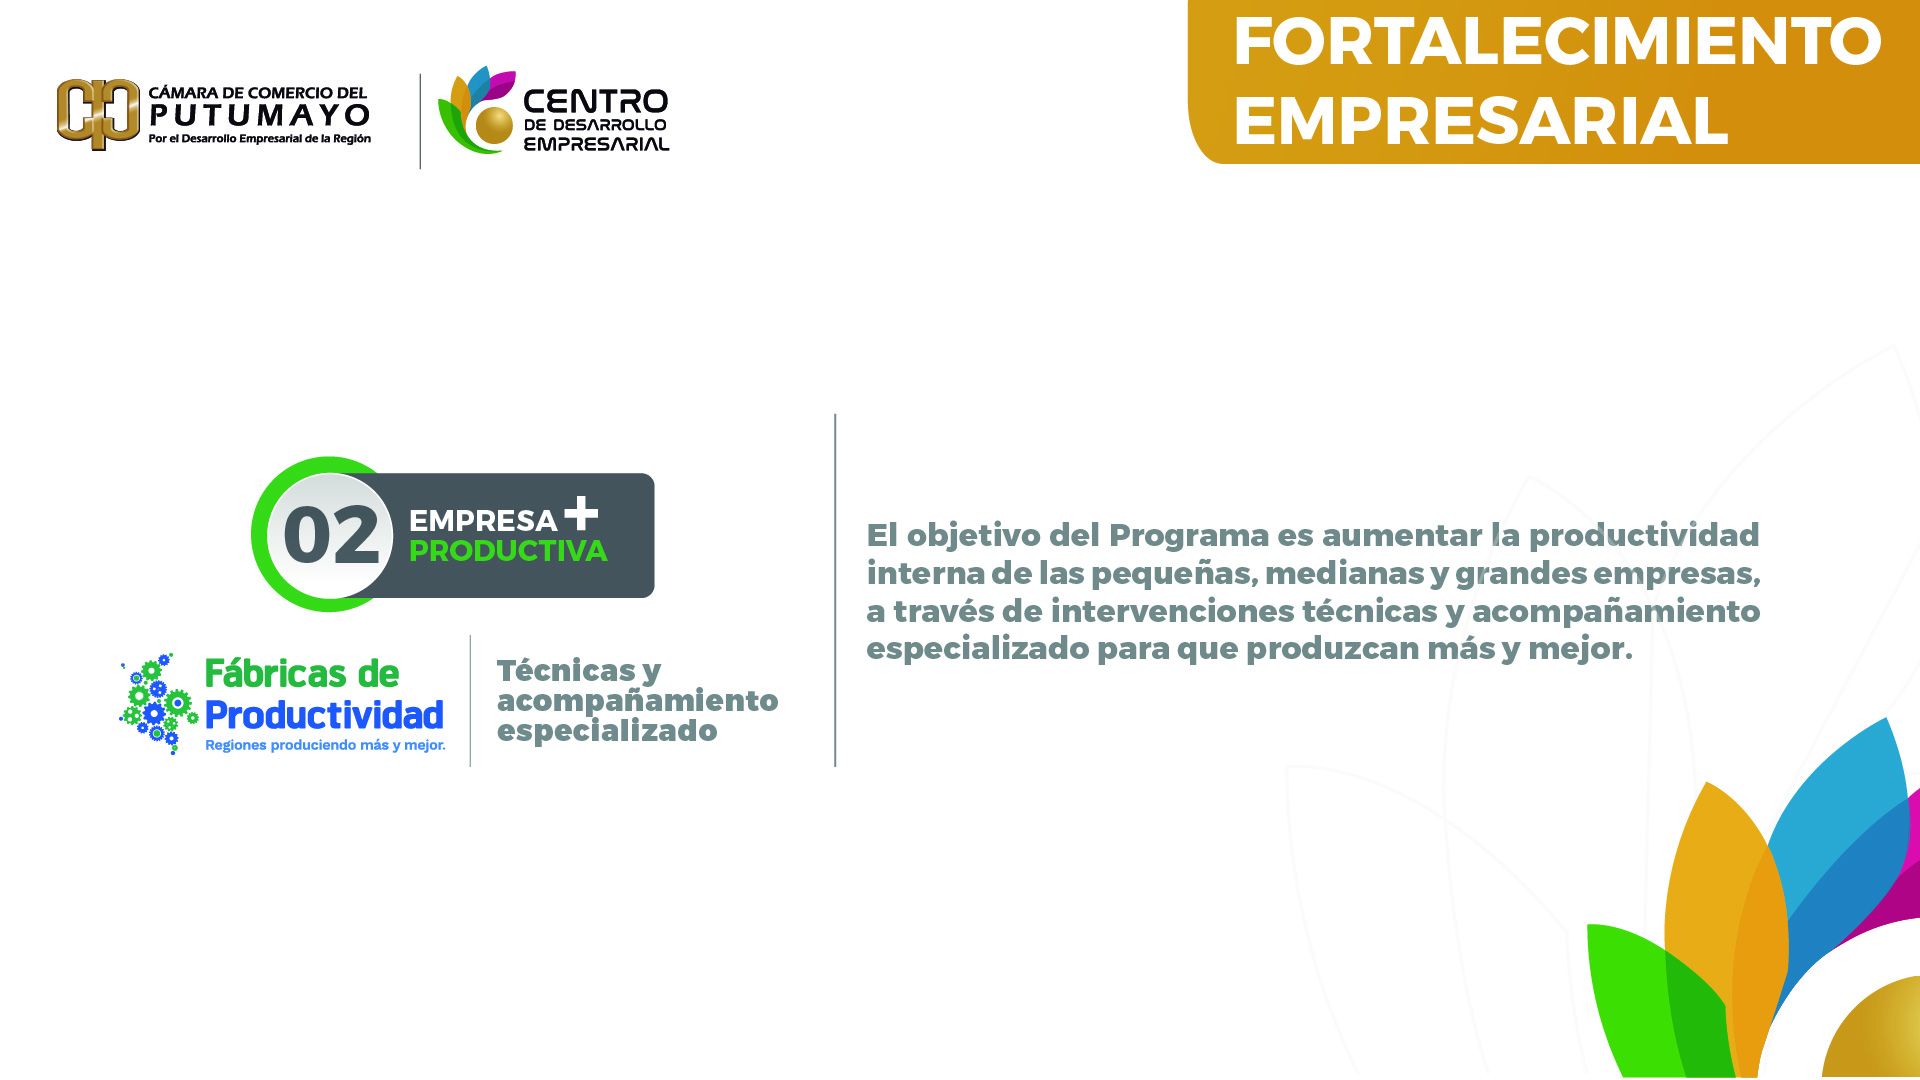 CÁMARA DE COMERCIO DEL
PUTUMAYO
Por el Desarrollo Empresarial de la Región
CENTRO
DE DESARROLLO
EMPRESARIAL
FORTALECIMIENTO
EMPRESARIAL
02
EMPRESA +
PRODUCTIVA
Fábricas de
Productividad
Regiones produciendo más y mejor.
Técnicas y
acompañamiento
especializado
El objetivo del Programa es aumentar la productividad
interna de las pequeñas, medianas y grandes empresas,
a través de intervenciones técnicas y acompañamiento
especializado para que produzcan más y mejor.